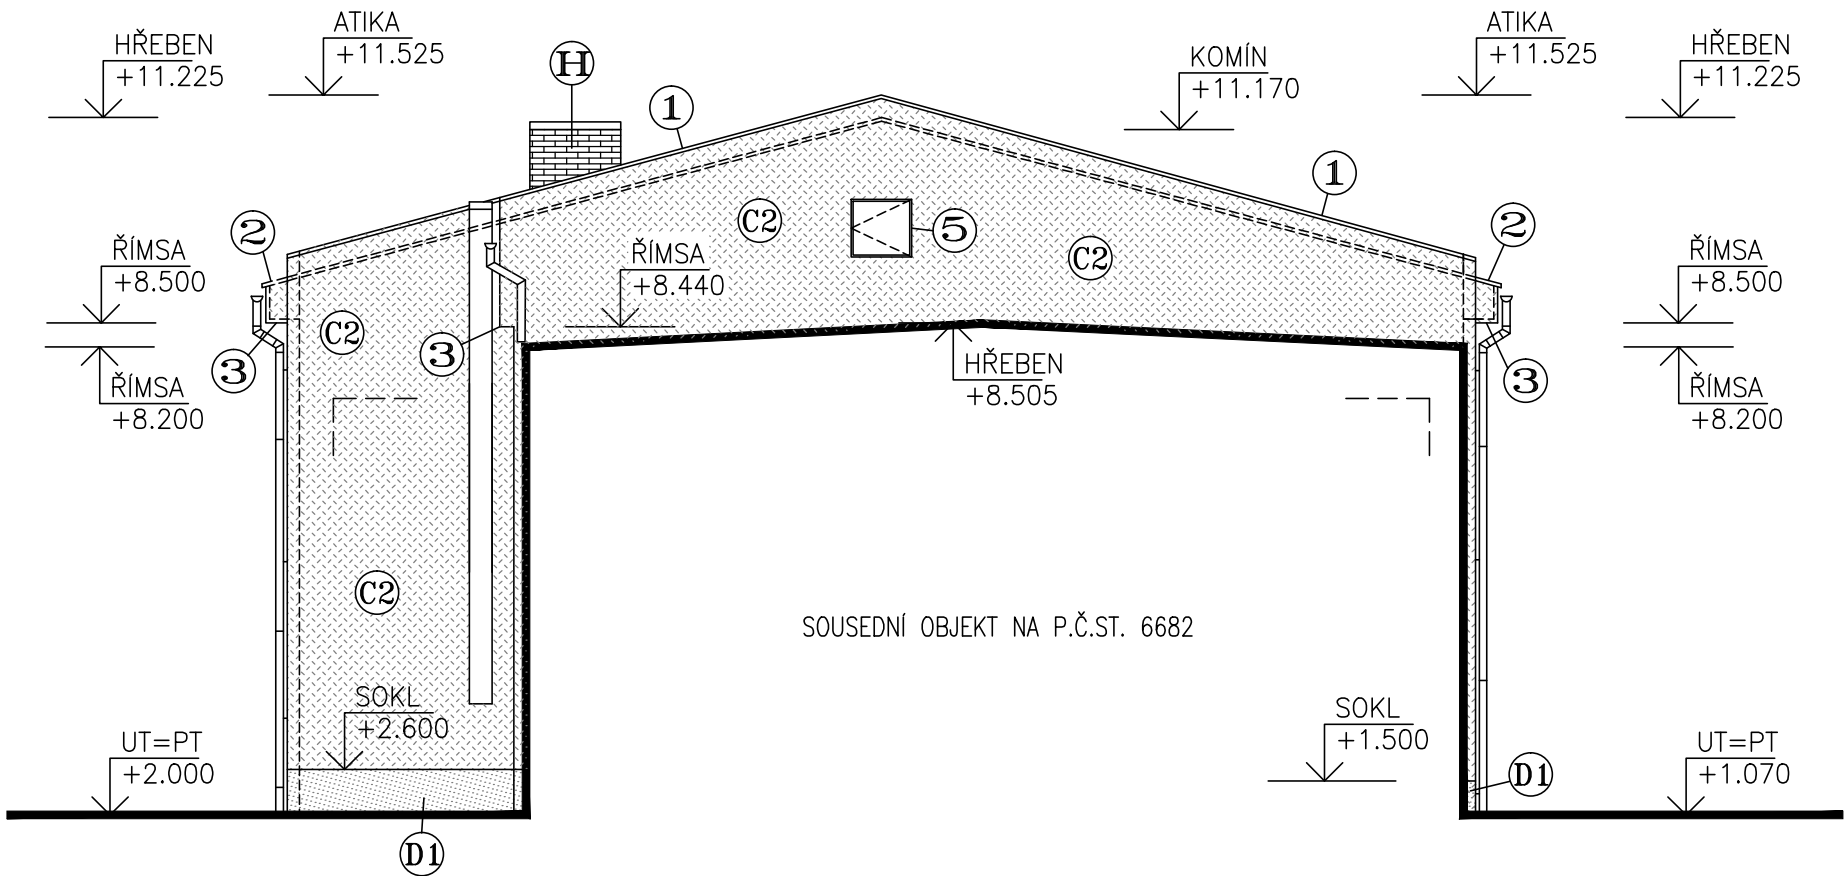 ATIKA
+11.525
ATIKA
+11.525
HŘEBEN
+11.225
H
KOMÍN
+11.170
HŘEBEN
+11.225
1
1
2
C2
5
2
ŘÍMSA
+8.500
ŘÍMSA
+8.440
C2
ŘÍMSA
+8.500
C2
3
3
HŘEBEN
+8.505
3
ŘÍMSA
+8.200
ŘÍMSA
+8.200
C2
SOUSEDNÍ OBJEKT NA P.Č.ST. 6682
SOKL
+2.600
SOKL
+1.500
UT=PT
+2.000
D1
UT=PT
+1.070
D1